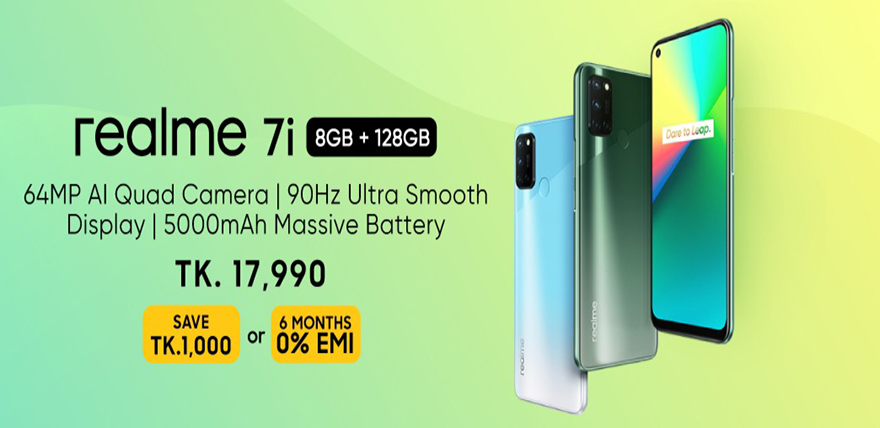 realme 7i 8GB + 128GB
64MP AI Quad Camera | 90Hz Ultra Smooth
Display | 5000mAh Massive Battery
TK. 17,990
SAVE
TK.1,000
or
6 MONTHS
0% EMI
realme
realme
Dare to Leap.